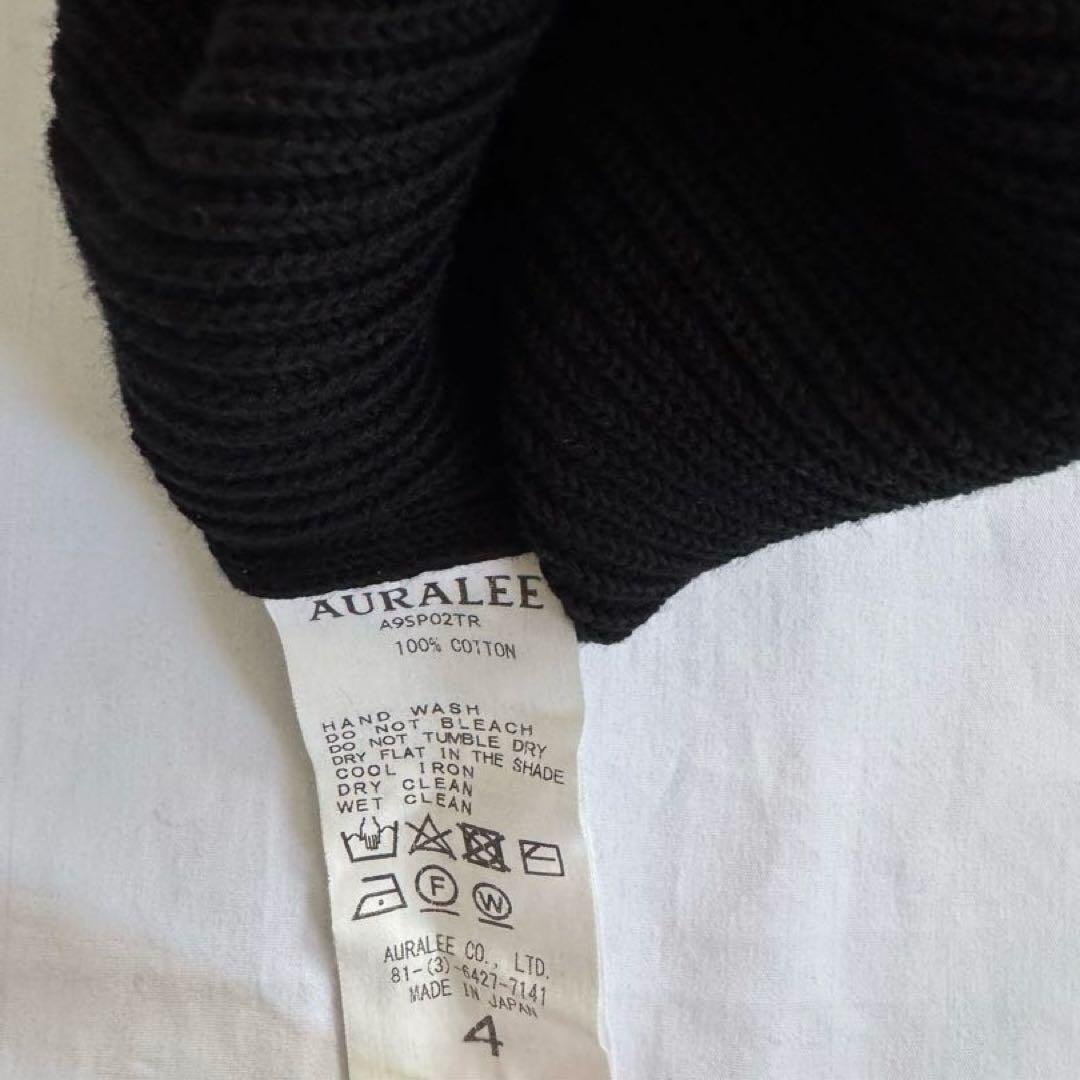 AURALEE
A9SP02TR
100% COTTON
HAND WASH
DO NOT BLEACH
DO NOT TUMBLE DRY
DRY FLAT IN THE SHADE
COOL IRON
DRY CLEAN
WET CLEAN
F W
AURALEE CO., LTD.
81-(3)-6427-7141
MADE IN JAPAN
4